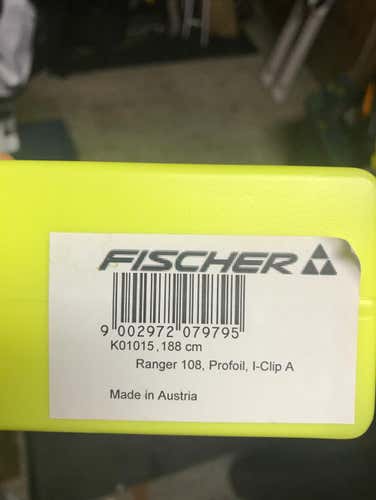 FISCHER
9 002972 079795
K01015, 188 cm
Ranger 108, Profoil, I-Clip A
Made in Austria